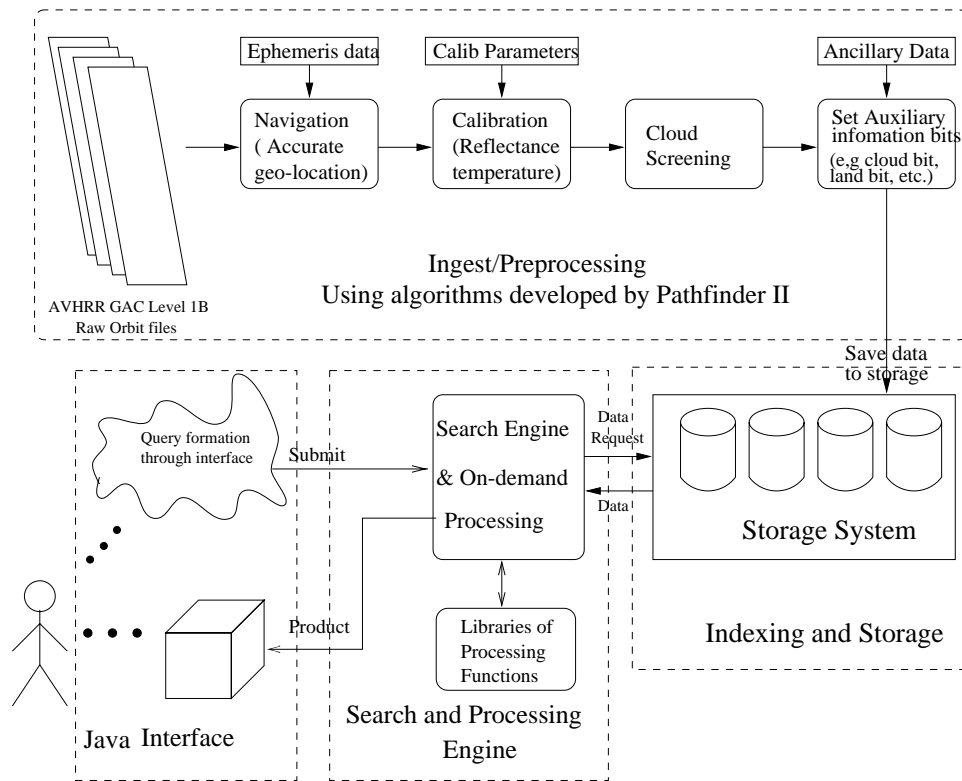 Ephemeris data
Calib Parameters
Ancillary Data
Navigation
( Accurate
geo-location)
Calibration
(Reflectance
temperature)
Cloud
Screening
Set Auxiliary
infomation bits
(e,g cloud bit,
land bit, etc.)
AVHRR GAC Level 1B
Raw Orbit files
Ingest/Preprocessing
Using algorithms developed by Pathfinder II
Save data
to storage
Query formation
through interface
Submit
Search Engine
& On-demand
Processing
Data
Request
Data
Storage System
Product
Libraries of
Processing
Functions
Indexing and Storage
Java Interface
Search and Processing
Engine